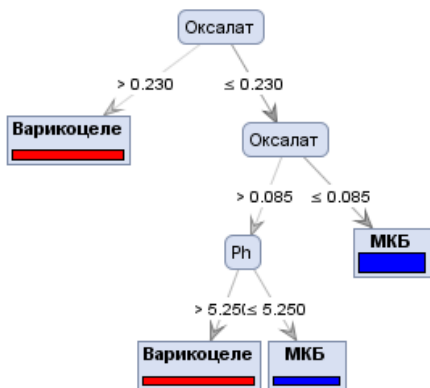 Оксалат
> 0.230 ≤ 0.230
Варикоцеле
Оксалат
> 0.085 ≤ 0.085
Ph
МКБ
> 5.25(≤ 5.250
Варикоцеле МКБ